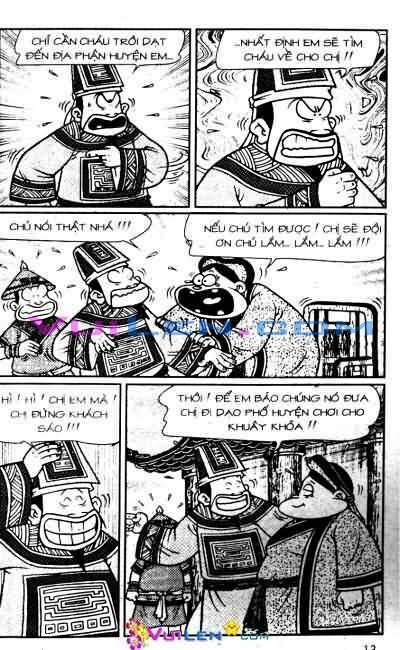 CHỈ CẦN CHÁU TRÔI DẠT
ĐẾN ĐỊA PHẬN HUYỆN EM...
...NHẤT ĐỊNH EM SẼ TÌM
CHÁU VỀ CHO CHỊ !!
CHÚ NÓI THẬT NHÁ !!!
NẾU CHÚ TÌM ĐƯỢC ! CHỊ SẼ ĐỘI
ƠN CHÚ LẮM... LẮM... LẮM !!!
VUILEN.COM
HÌ ! HÌ ! CHỊ EM MÀ !
CHỊ ĐỪNG KHÁCH
SÁO !!!
THÔI ! ĐỂ EM BẢO CHÚNG NÓ ĐƯA
CHỊ ĐI DẠO PHỐ HUYỆN CHƠI CHO
KHUÂY KHỎA !!
VUILEN.COM
13